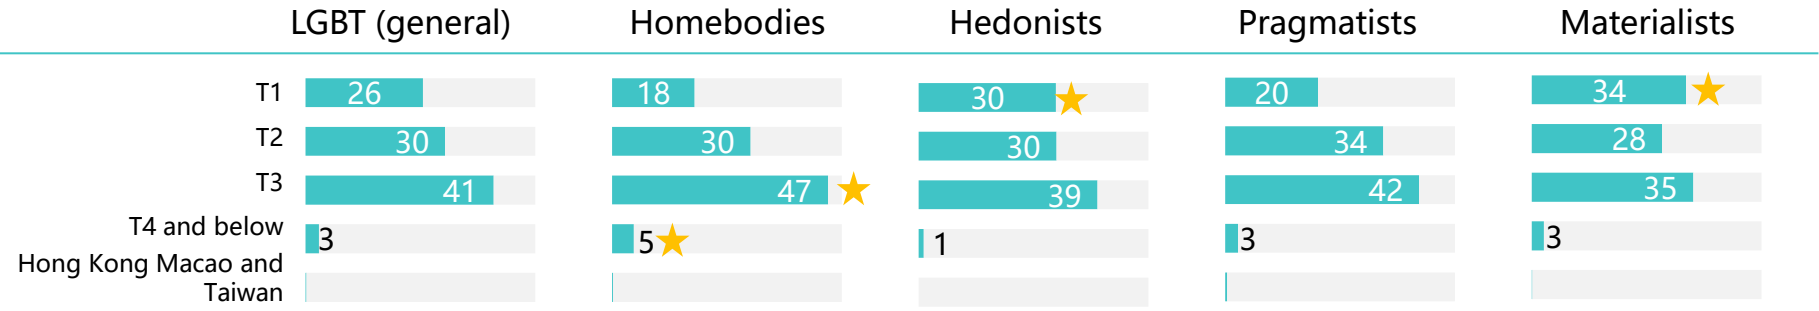 LGBT (general) Homebodies Hedonists Pragmatists Materialists
T1 26 18 30 20 34
T2 30 30 30 34 28
T3 41 47 39 42 35
T4 and below 3 5 1 3 3
Hong Kong Macao and
Taiwan